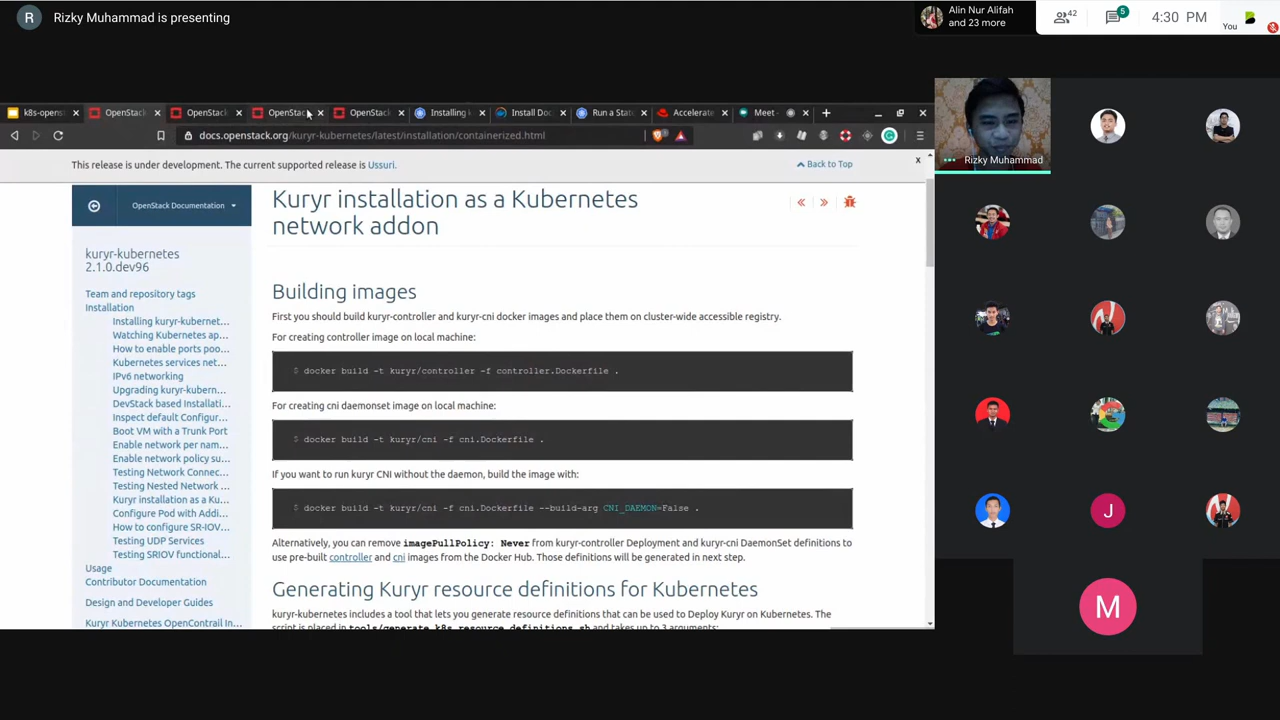 R Rizky Muhammad is presenting
Alin Nur Alifah
and 23 more
42
5
4:30 PM
You
k8s-opens
OpenStack
OpenStack
OpenStack
OpenStack
Installing k
Install Doc
Run a Stat
Accelerate
Meet -
docs.openstack.org/kuryr-kubernetes/latest/installation/containerized.html
This release is under development. The current supported release is Ussuri.
Back to Top
x
OpenStack Documentation
kuryr-kubernetes
2.1.0.dev96
Team and repository tags
Installation
Installing kuryr-kubernet...
Watching Kubernetes ap...
How to enable ports poo...
Kubernetes services net...
IPv6 networking
Upgrading kuryr-kubern...
DevStack based Installati...
Inspect default Configur...
Boot VM with a Trunk Port
Enable network per nam...
Enable network policy su...
Testing Network Connec...
Testing Nested Network ...
Kuryr installation as a Ku...
Configure Pod with Addi...
How to configure SR-IOV...
Testing UDP Services
Testing SRIOV functional...
Usage
Contributor Documentation
Design and Developer Guides
Kuryr Kubernetes OpenContrail In...
Kuryr installation as a Kubernetes
network addon
Building images
First you should build kuryr-controller and kuryr-cni docker images and place them on cluster-wide accessible registry.
For creating controller image on local machine:
$ docker build -t kuryr/controller -f controller.Dockerfile .
For creating cni daemonset image on local machine:
$ docker build -t kuryr/cni -f cni.Dockerfile .
If you want to run kuryr CNI without the daemon, build the image with:
$ docker build -t kuryr/cni -f cni.Dockerfile --build-arg CNI_DAEMON=False .
Alternatively, you can remove imagePullPolicy: Never from kuryr-controller Deployment and kuryr-cni DaemonSet definitions to
use pre-built controller and cni images from the Docker Hub. Those definitions will be generated in next step.
Generating Kuryr resource definitions for Kubernetes
kuryr-kubernetes includes a tool that lets you generate resource definitions that can be used to Deploy Kuryr on Kubernetes. The
script is placed in tools/generate_k8s_resource_definitions.sh and takes up to 3 arguments:
Rizky Muhammad
J
M